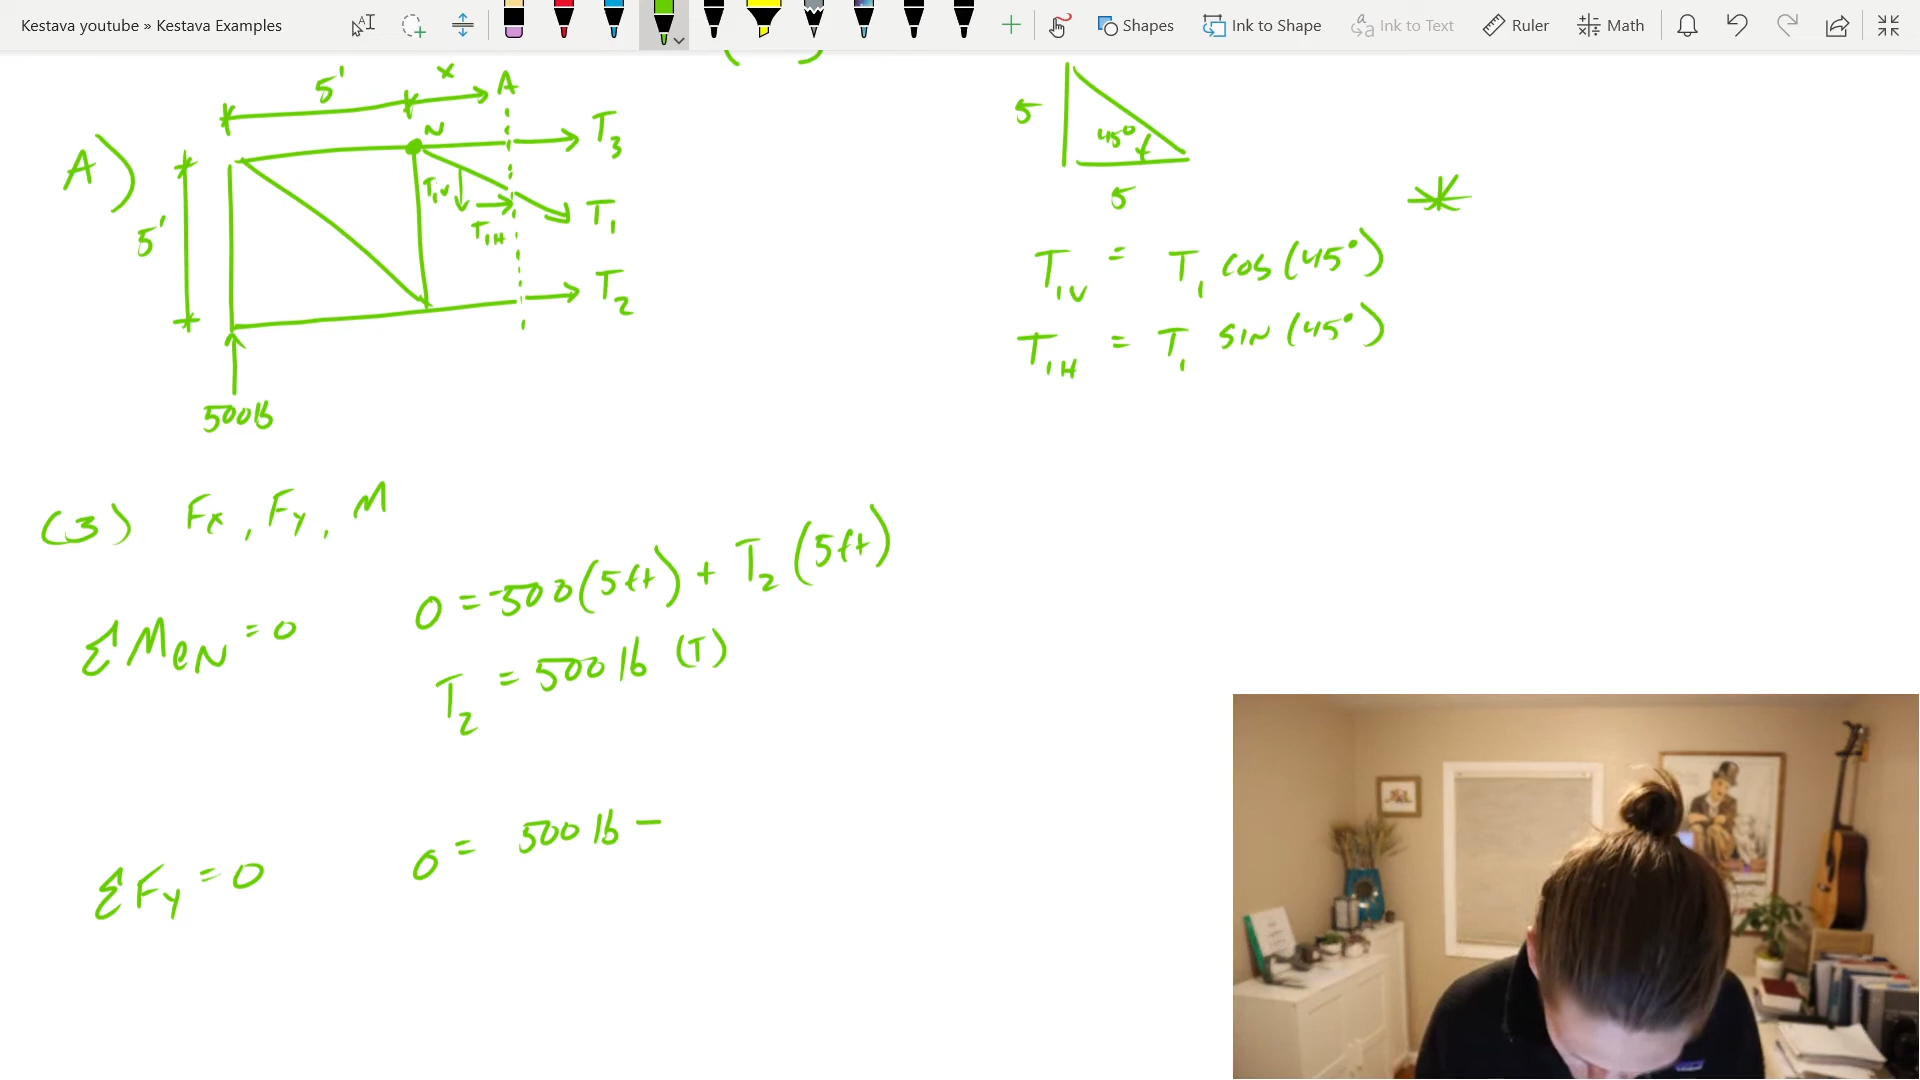 Kestava youtube » Kestava Examples
Shapes
Ink to Shape
Ink to Text
Ruler
Math
A)
5'
x
A
N
T3
T1V
T1H
T1
5'
T2
500lb
5
45°
5
T1V = T1 cos(45°)
T1H = T1 sin(45°)
(3) Fx, Fy, M
ΣM@N = 0
0 = -500(5ft) + T2(5ft)
T2 = 500 lb (T)
ΣFy = 0
0 = 500 lb -